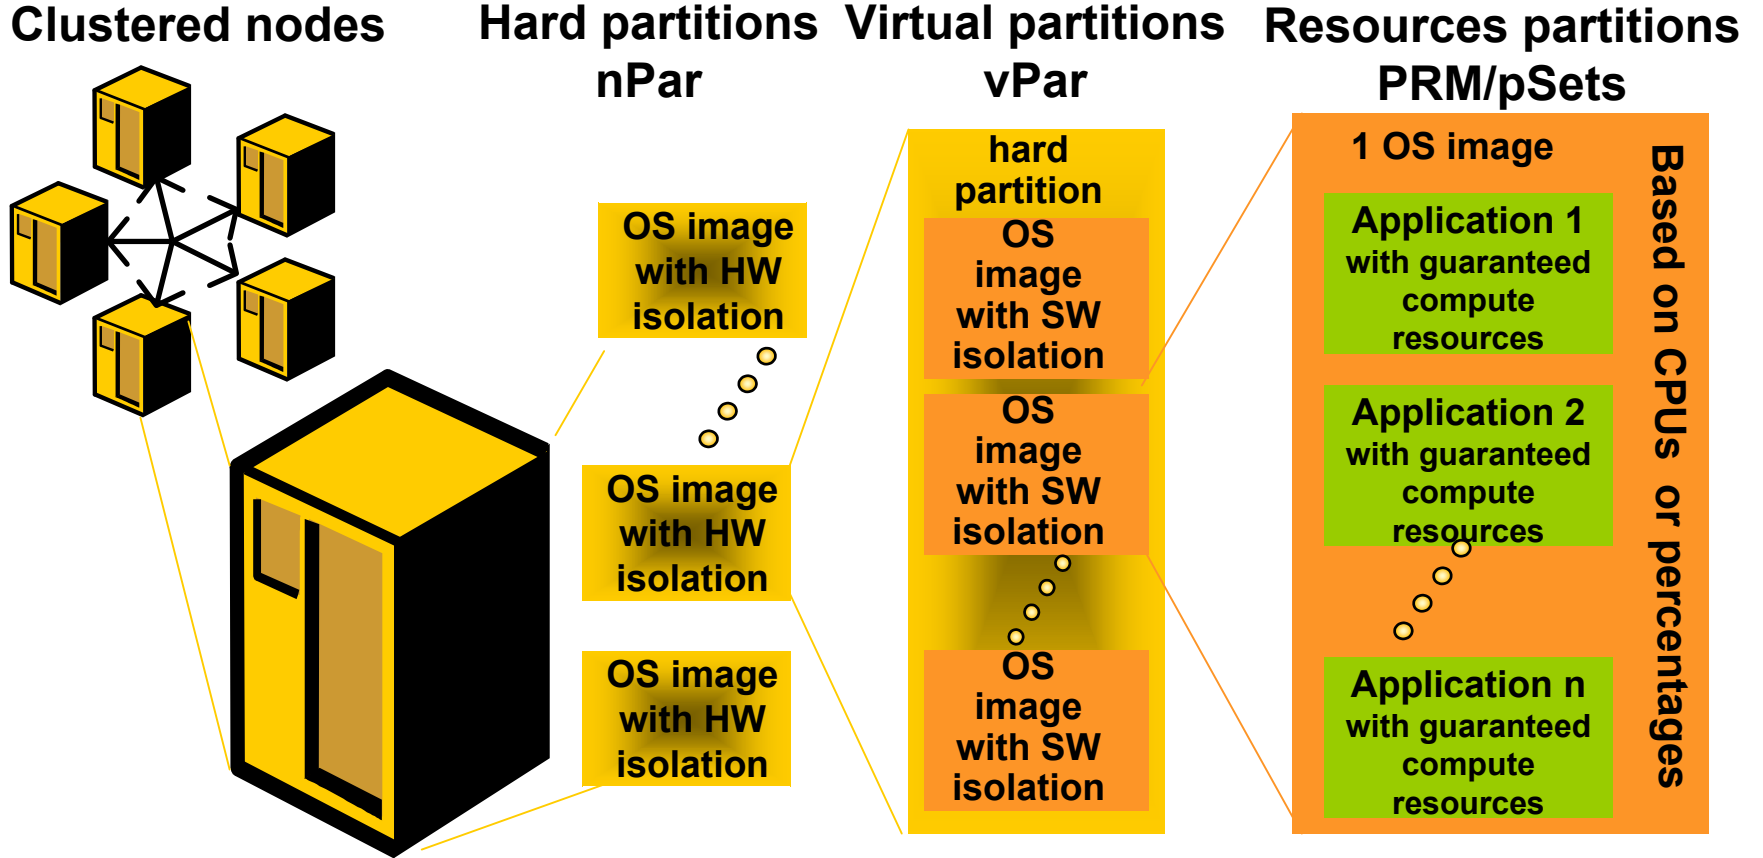 Clustered nodes
Hard partitions
nPar
Virtual partitions
vPar
Resources partitions
PRM/pSets
OS image
with HW
isolation
OS image
with HW
isolation
OS image
with HW
isolation
hard
partition
OS
image
with SW
isolation
OS
image
with SW
isolation
OS
image
with SW
isolation
1 OS image
Application 1
with guaranteed
compute
resources
Application 2
with guaranteed
compute
resources
Application n
with guaranteed
compute
resources
Based on CPUs or percentages